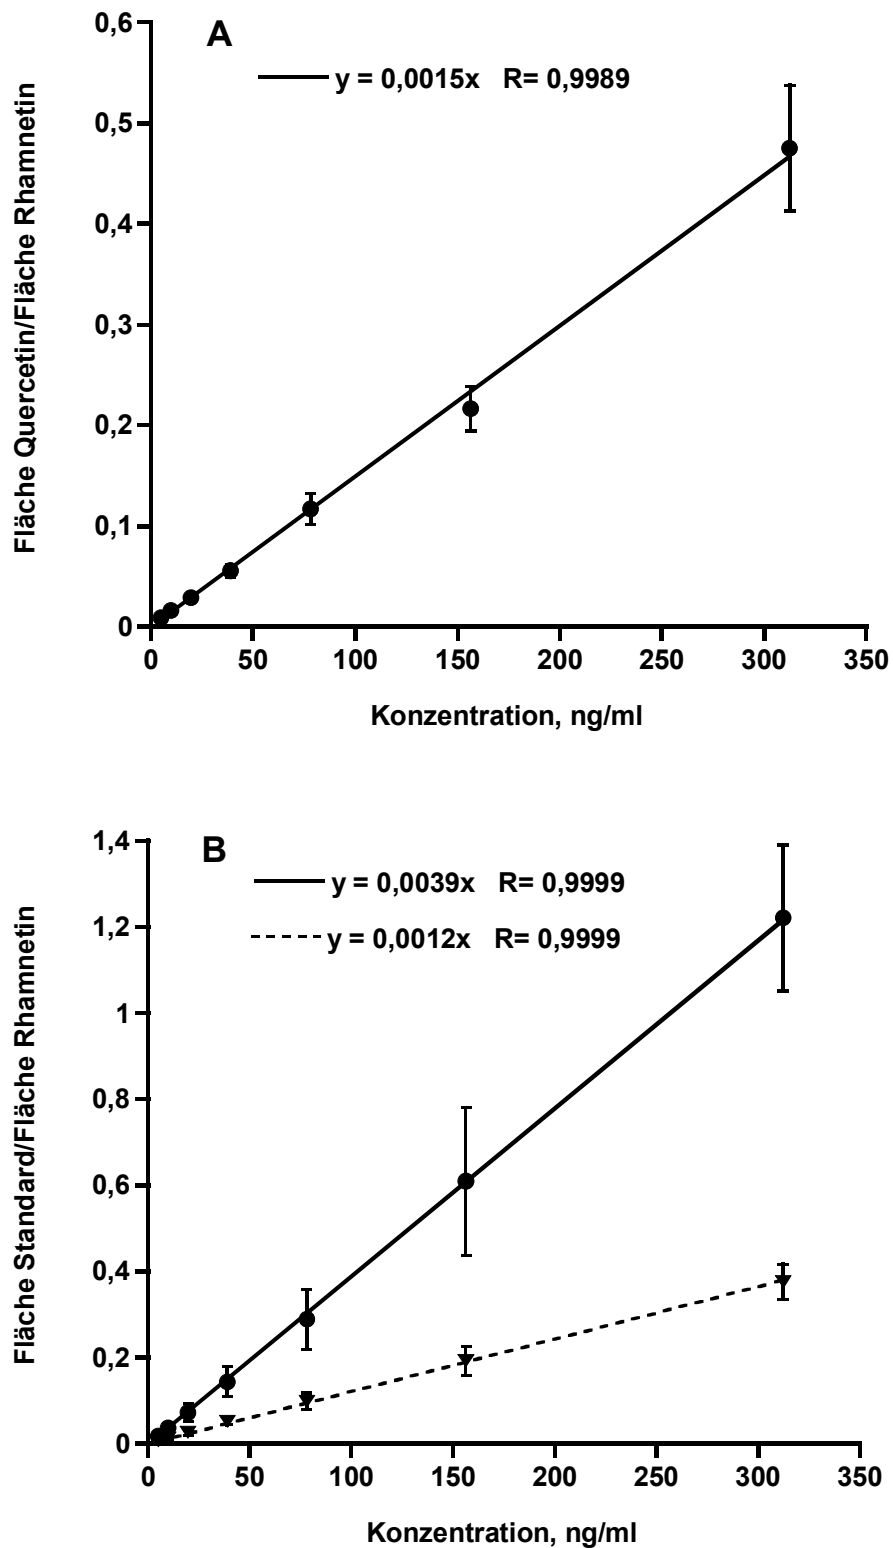 A
y = 0,0015x R= 0,9989
Fläche Quercetin/Fläche Rhamnetin
0,6
0,5
0,4
0,3
0,2
0,1
0
0 50 100 150 200 250 300 350
Konzentration, ng/ml
B
y = 0,0039x R= 0,9999
y = 0,0012x R= 0,9999
Fläche Standard/Fläche Rhamnetin
1,4
1,2
1
0,8
0,6
0,4
0,2
0
0 50 100 150 200 250 300 350
Konzentration, ng/ml